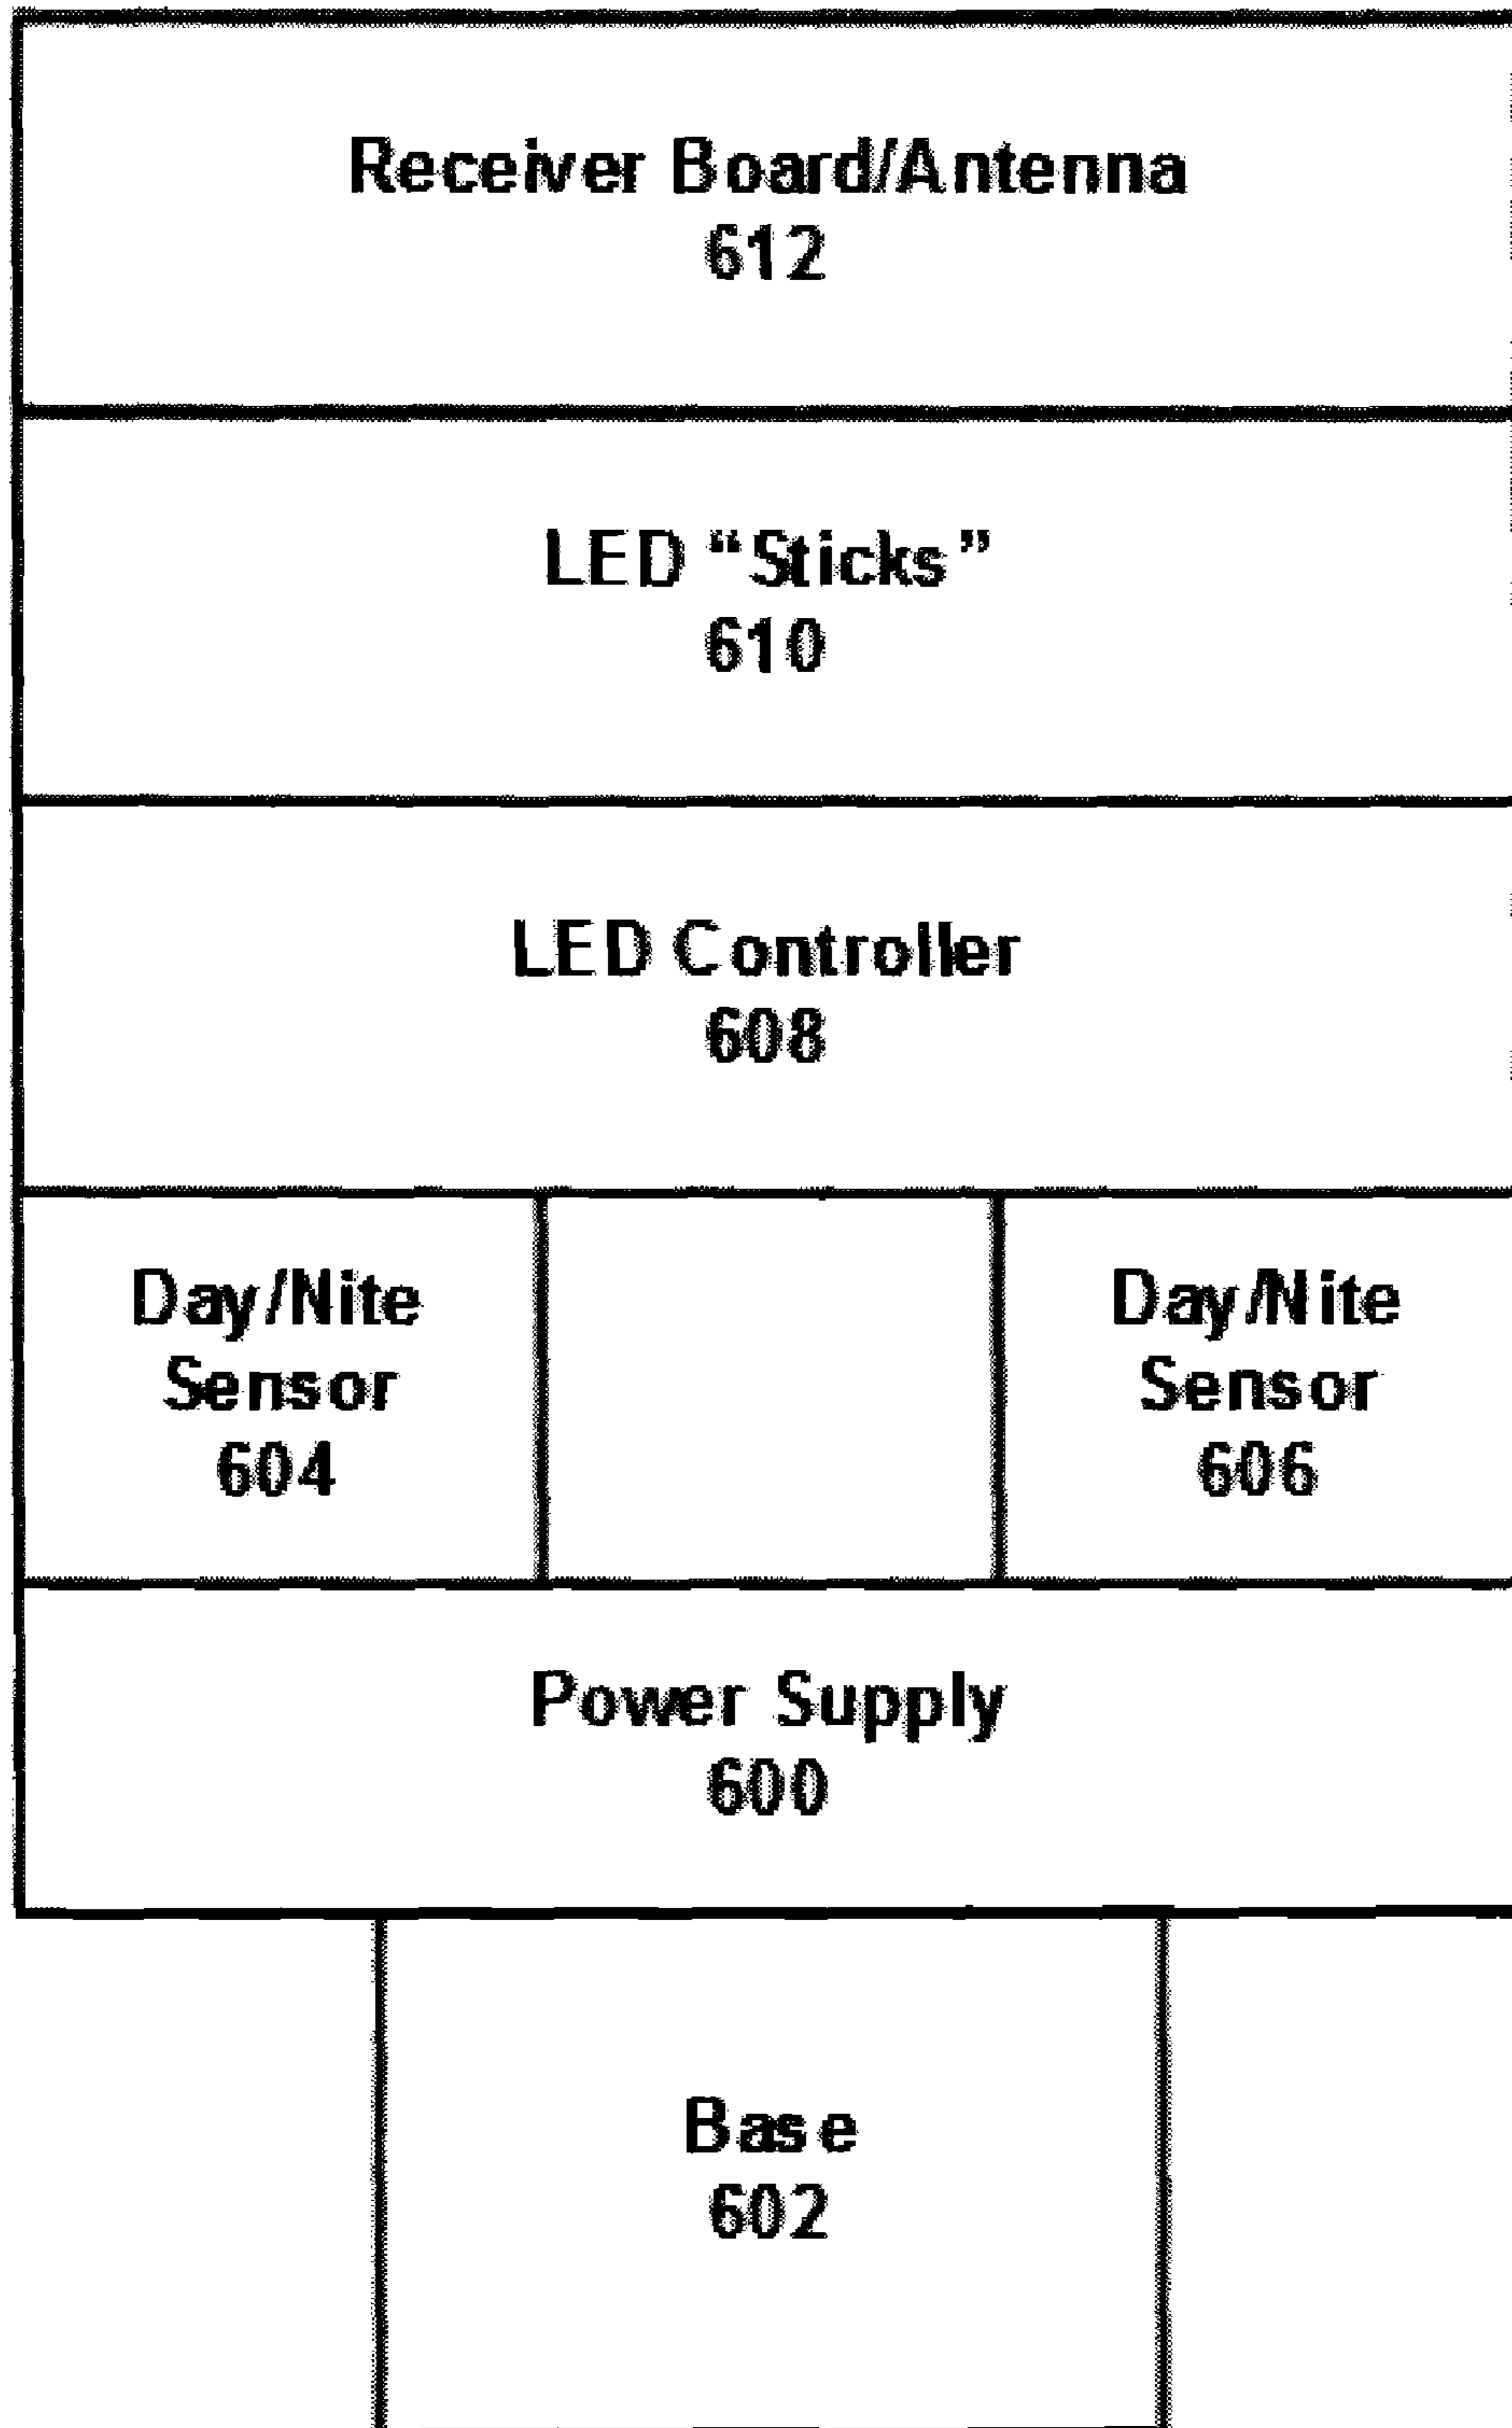 Receiver Board/Antenna
612
LED “Sticks”
610
LED Controller
608
Day/Nite
Sensor
604
Day/Nite
Sensor
606
Power Supply
600
Base
602